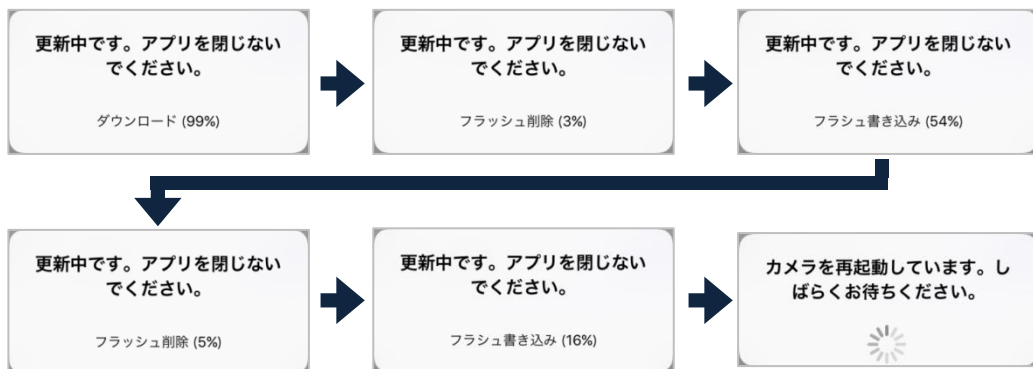 更新中です。アプリを閉じない
でください。
ダウンロード (99%)
更新中です。アプリを閉じない
でください。
フラッシュ削除 (3%)
更新中です。アプリを閉じない
でください。
フラシュ書き込み (54%)
更新中です。アプリを閉じない
でください。
フラッシュ削除 (5%)
更新中です。アプリを閉じない
でください。
フラシュ書き込み (16%)
カメラを再起動しています。し
ばらくお待ちください。